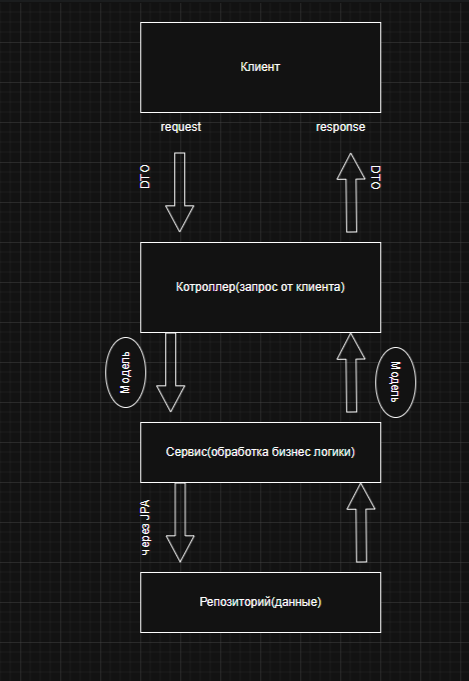 Клиент
request
response
DTO
DTO
Котроллер(запрос от клиента)
Модель
Модель
Сервис(обработка бизнес логики)
через JPA
Репозиторий(данные)